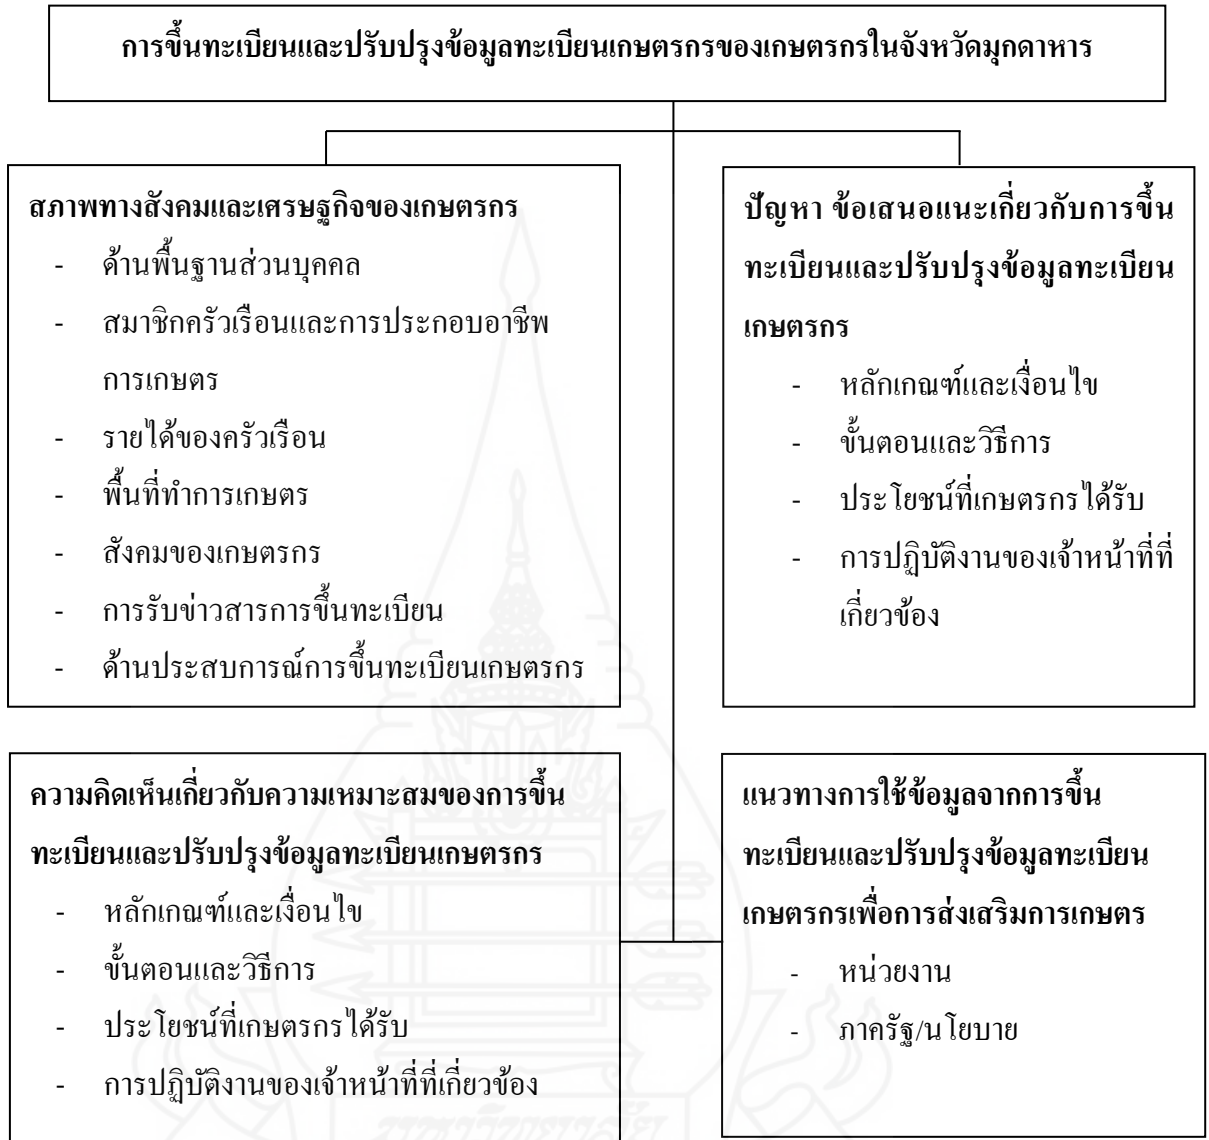 การขึ้นทะเบียนและปรับปรุงข้อมูลทะเบียนเกษตรกรของเกษตรกรในจังหวัดมุกดาหาร
สภาพทางสังคมและเศรษฐกิจของเกษตรกร
- ด้านพื้นฐานส่วนบุคคล
- สมาชิกครัวเรือนและการประกอบอาชีพ
การเกษตร
- รายได้ของครัวเรือน
- พื้นที่ทำการเกษตร
- สังคมของเกษตรกร
- การรับข่าวสารการขึ้นทะเบียน
- ด้านประสบการณ์การขึ้นทะเบียนเกษตรกร
ปัญหา ข้อเสนอแนะเกี่ยวกับการขึ้น
ทะเบียนและปรับปรุงข้อมูลทะเบียน
เกษตรกร
- หลักเกณฑ์และเงื่อนไข
- ขั้นตอนและวิธีการ
- ประโยชน์ที่เกษตรกรได้รับ
- การปฏิบัติงานของเจ้าหน้าที่ที่
เกี่ยวข้อง
ความคิดเห็นเกี่ยวกับความเหมาะสมของการขึ้น
ทะเบียนและปรับปรุงข้อมูลทะเบียนเกษตรกร
- หลักเกณฑ์และเงื่อนไข
- ขั้นตอนและวิธีการ
- ประโยชน์ที่เกษตรกรได้รับ
- การปฏิบัติงานของเจ้าหน้าที่ที่เกี่ยวข้อง
แนวทางการใช้ข้อมูลจากการขึ้น
ทะเบียนและปรับปรุงข้อมูลทะเบียน
เกษตรกรเพื่อการส่งเสริมการเกษตร
- หน่วยงาน
- ภาครัฐ/นโยบาย